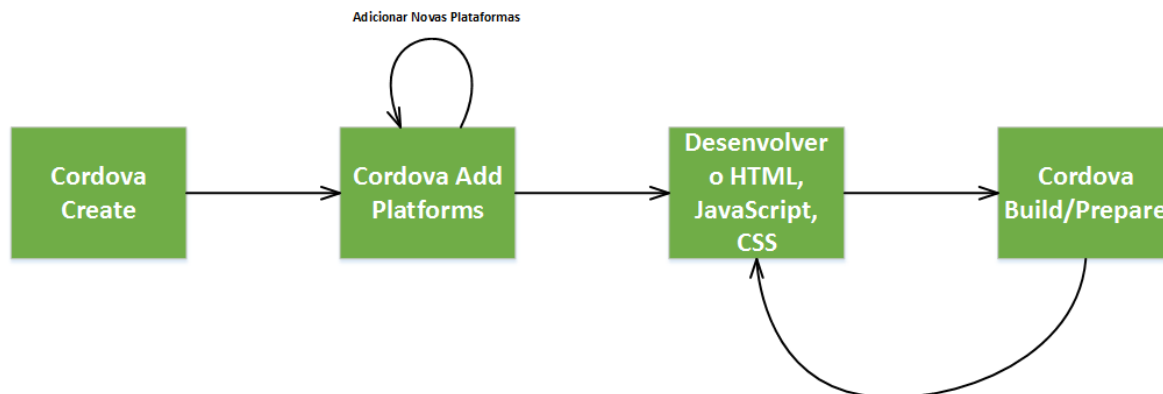 Adicionar Novas Plataformas
Cordova
Create
Cordova Add
Platforms
Desenvolver
o HTML,
JavaScript,
CSS
Cordova
Build/Prepare